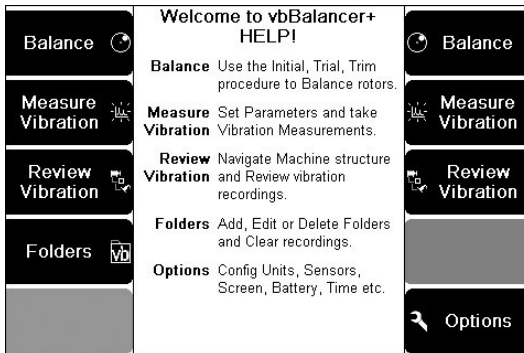 Welcome to vbBalancer+
HELP!
Balance
Measure
Vibration
Review
Vibration
Folders
vb
Balance Use the Initial, Trial, Trim
procedure to Balance rotors.
Measure Set Parameters and take
Vibration Vibration Measurements.
Review Navigate Machine structure
Vibration and Review vibration
recordings.
Folders Add, Edit or Delete Folders
and Clear recordings.
Options Config Units, Sensors,
Screen, Battery, Time etc.
Balance
Measure
Vibration
Review
Vibration
Options